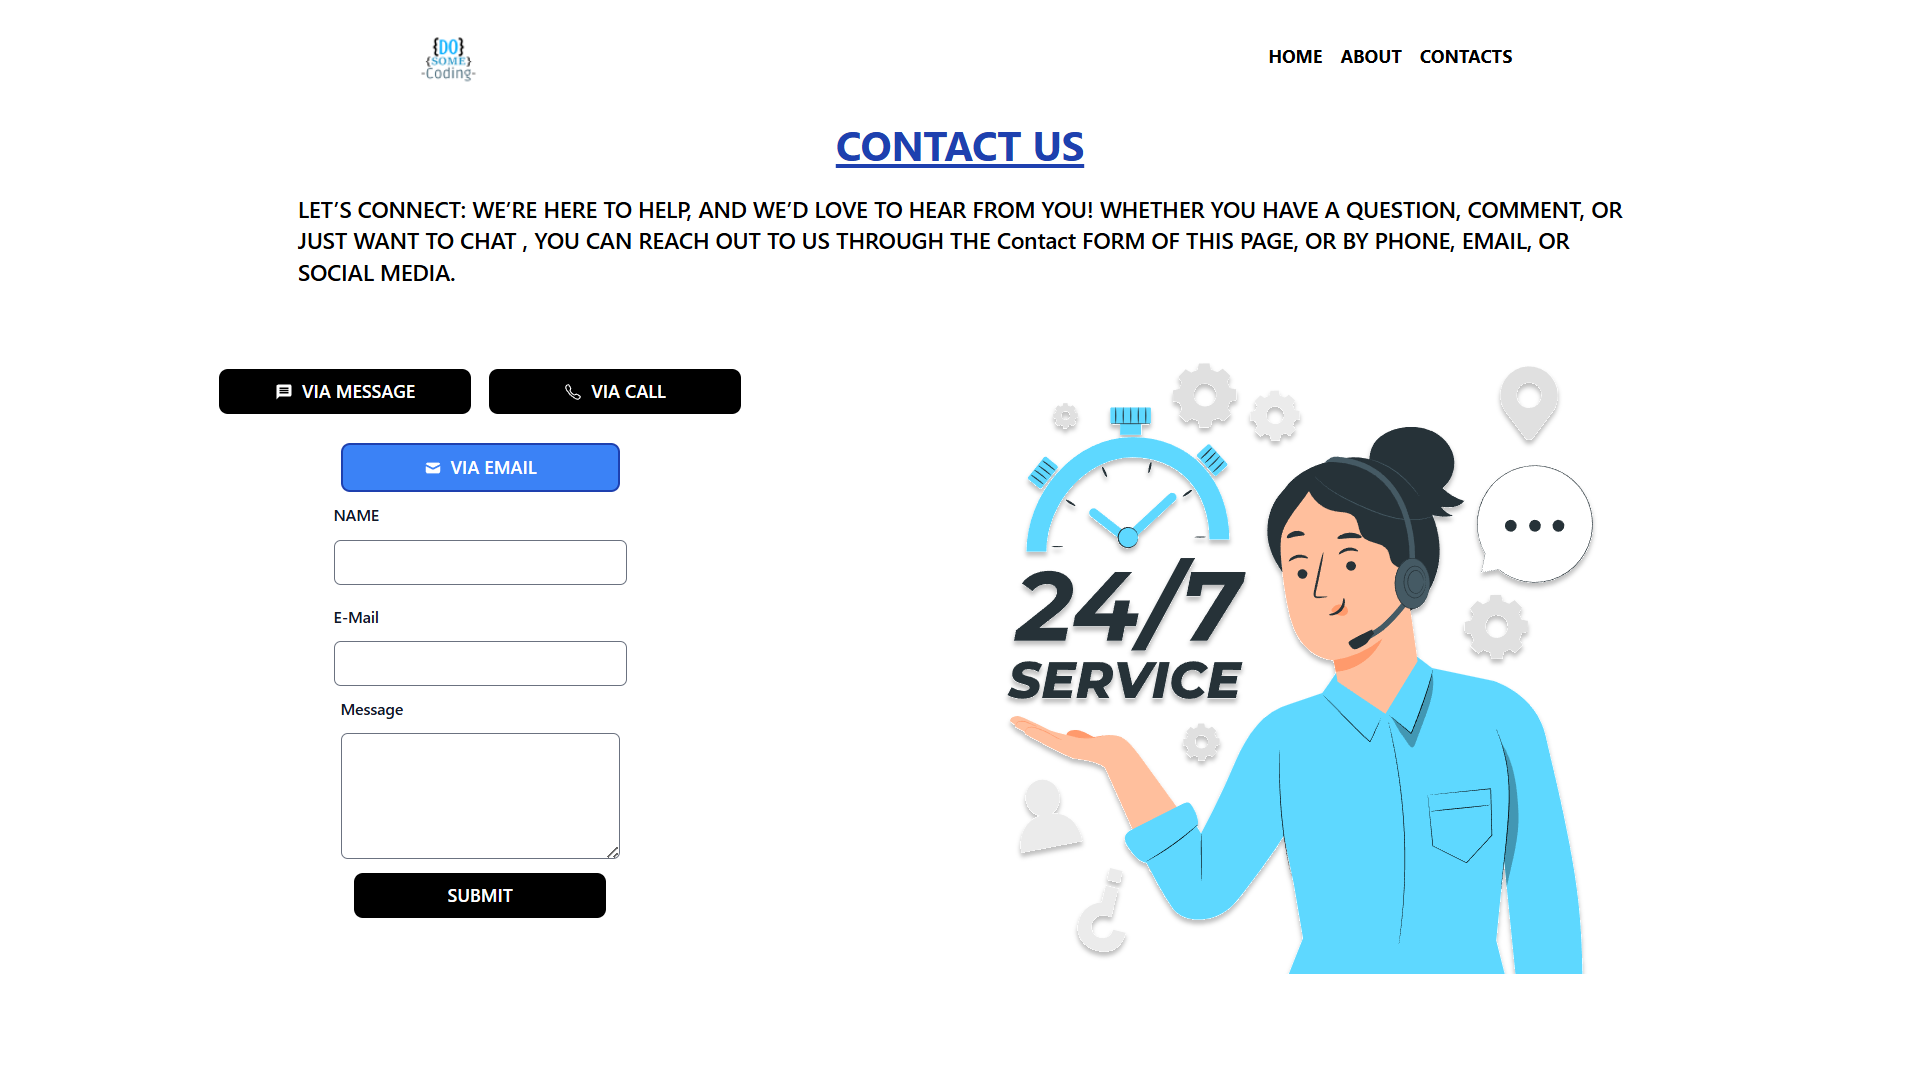 {DO}
{SOME}
-Coding-
HOME ABOUT CONTACTS
CONTACT US
LET’S CONNECT: WE’RE HERE TO HELP, AND WE’D LOVE TO HEAR FROM YOU! WHETHER YOU HAVE A QUESTION, COMMENT, OR
JUST WANT TO CHAT , YOU CAN REACH OUT TO US THROUGH THE Contact FORM OF THIS PAGE, OR BY PHONE, EMAIL, OR
SOCIAL MEDIA.
VIA MESSAGE
VIA CALL
VIA EMAIL
NAME
E-Mail
Message
SUBMIT
24/7
SERVICE